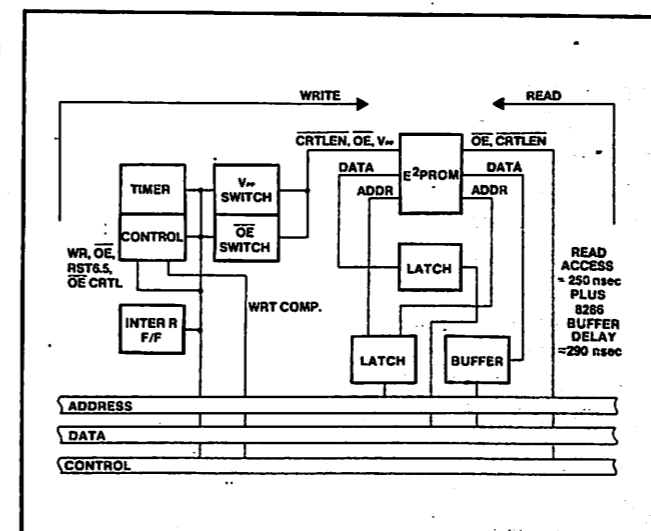 WRITE
READ
CRTLEN, OE, Vpp
OE, CRTLEN
DATA
DATA
ADDR
ADDR
E²PROM
TIMER
Vpp
SWITCH
CONTROL
OE
SWITCH
WR, OE,
RST6.5,
OE CRTL
WRT COMP.
INTER R
F/F
LATCH
LATCH
BUFFER
READ
ACCESS
= 250 nsec
PLUS
8286
BUFFER
DELAY
=290 nsec
ADDRESS
DATA
CONTROL